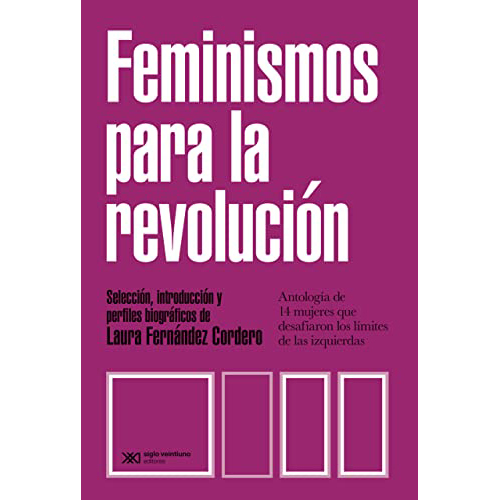 Feminismos
para la
revolución
Selección, introducción y
perfiles biográficos de
Laura Fernández Cordero
Antología de
14 mujeres que
desafiaron los límites
de las izquierdas
siglo veintiuno
editores